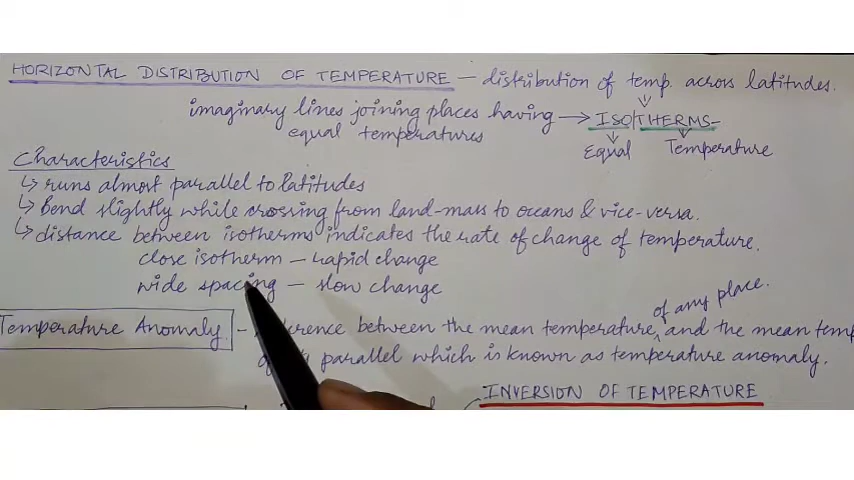 HORIZONTAL DISTRIBUTION OF TEMPERATURE – distribution of temp. across latitudes.
imaginary lines joining places having → ISO|THERMS–
equal temperatures
Equal Temperature
Characteristics
↳ runs almost parallel to latitudes
↳ Bend slightly while crossing from land-mass to oceans & vice-versa.
↳ distance between isotherms indicates the rate of change of temperature.
close isotherm – rapid change
wide spacing – slow change
of any place.
Temperature Anomaly – between the mean temperature, and the mean temp
parallel which is known as temperature anomaly.
INVERSION OF TEMPERATURE